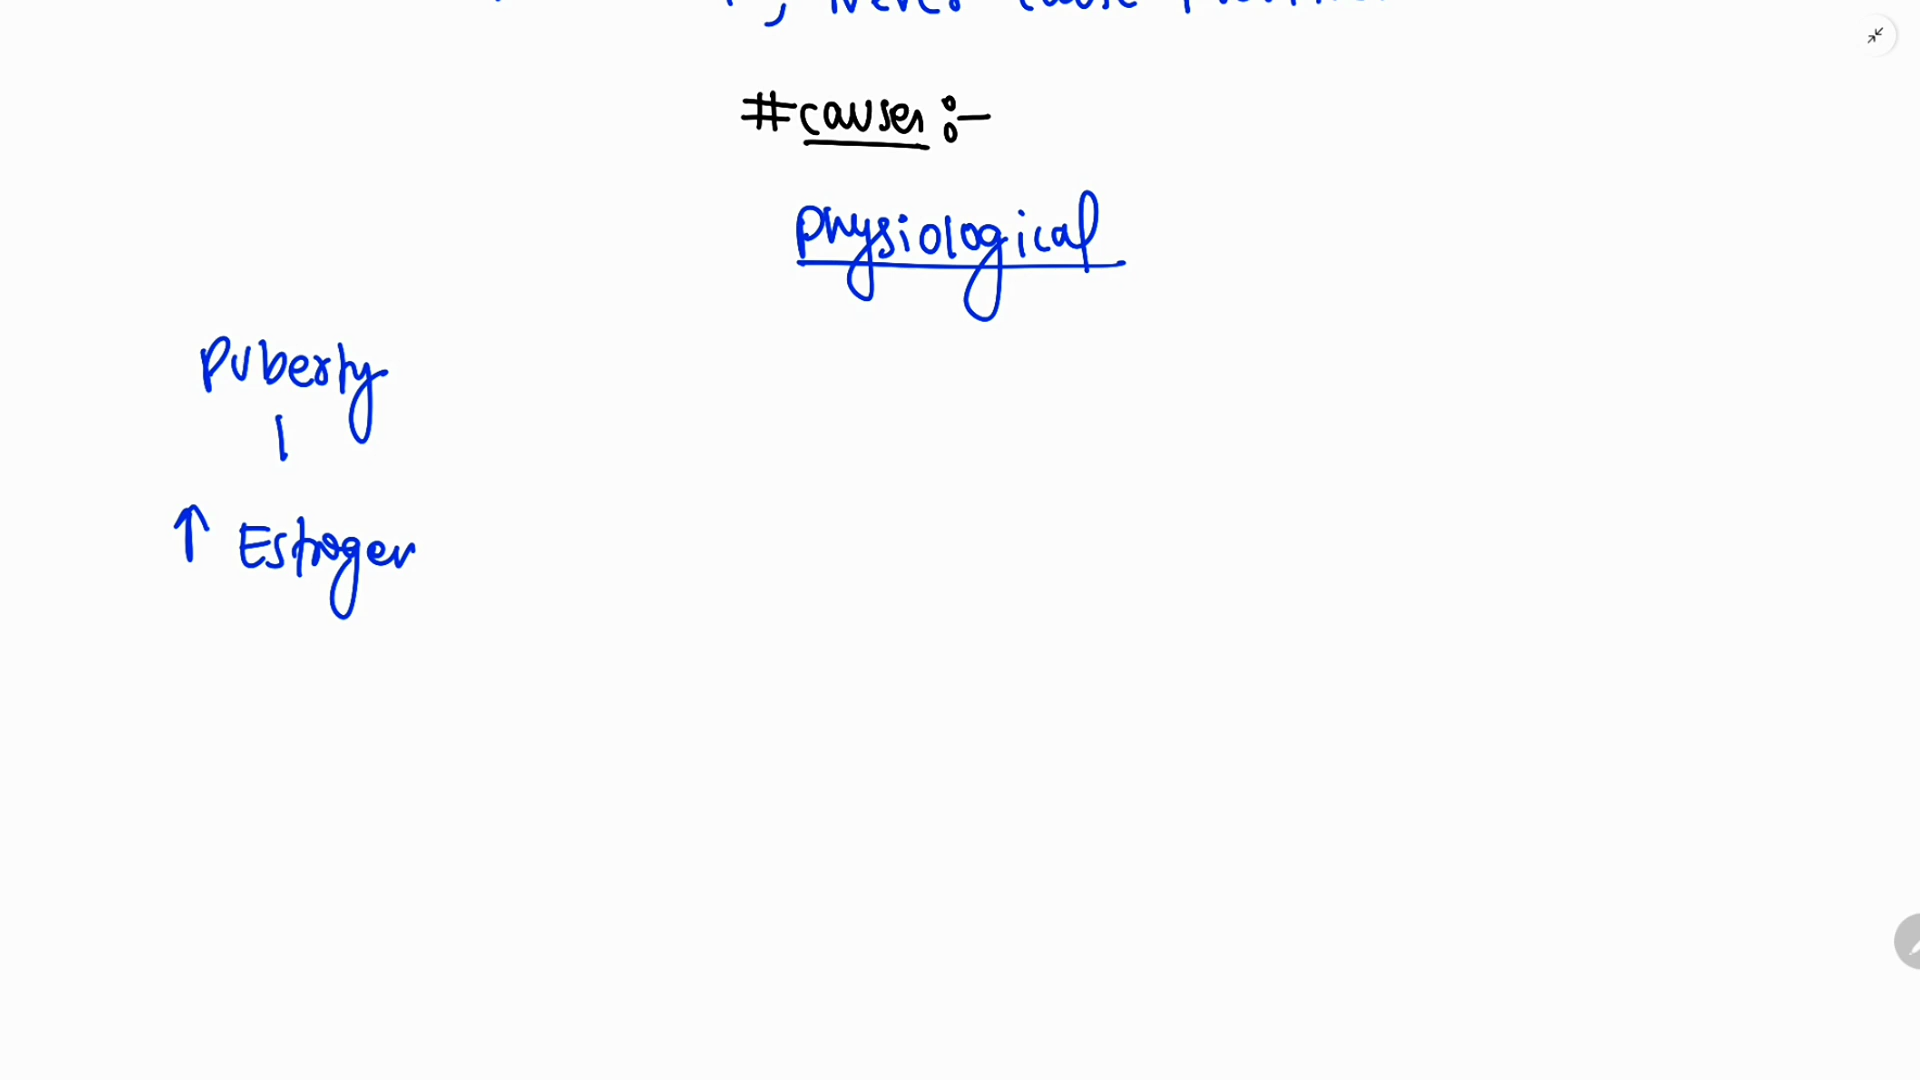 #causes :-
Physiological
Puberty
↑ Estrogen